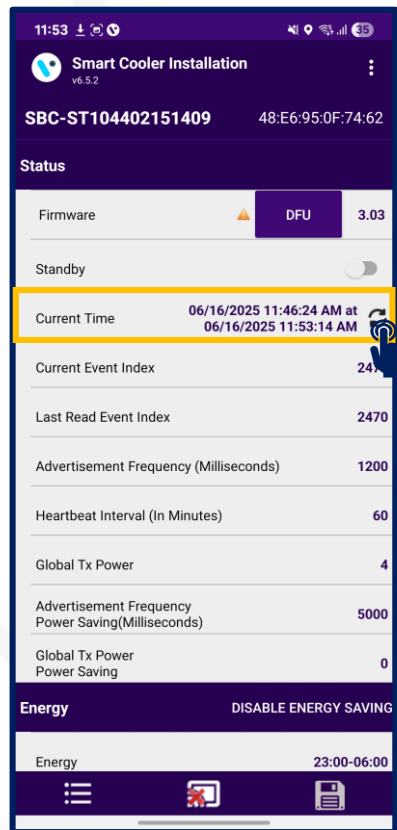 11:53
35
Smart Cooler Installation
v6.5.2
SBC-ST104402151409 48:E6:95:0F:74:62
Status
Firmware DFU 3.03
Standby
Current Time 06/16/2025 11:46:24 AM at
06/16/2025 11:53:14 AM
Current Event Index
Last Read Event Index 2470
Advertisement Frequency (Milliseconds) 1200
Heartbeat Interval (In Minutes) 60
Global Tx Power 4
Advertisement Frequency
Power Saving(Milliseconds) 5000
Global Tx Power
Power Saving 0
Energy DISABLE ENERGY SAVING
Energy 23:00-06:00